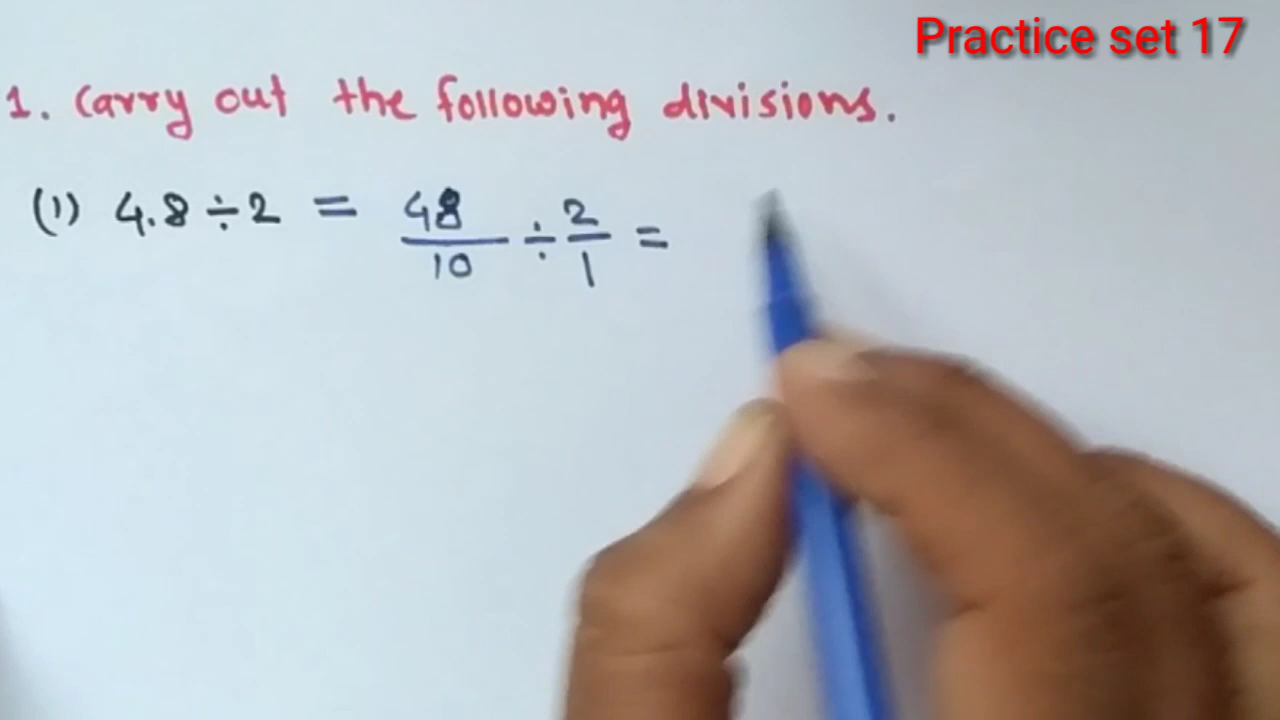 Practice set 17
1. Carry out the following divisions.
(1) 4.8 ÷ 2 = 48/10 ÷ 2/1 =